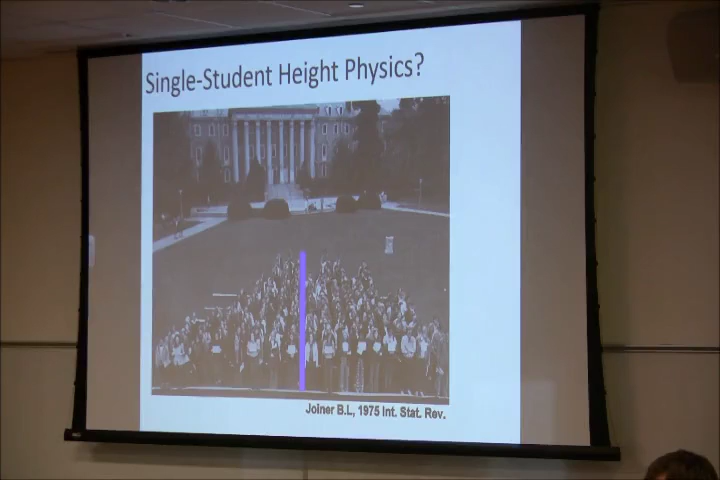 Single-Student Height Physics?
Joiner B.L, 1975 Int. Stat. Rev.